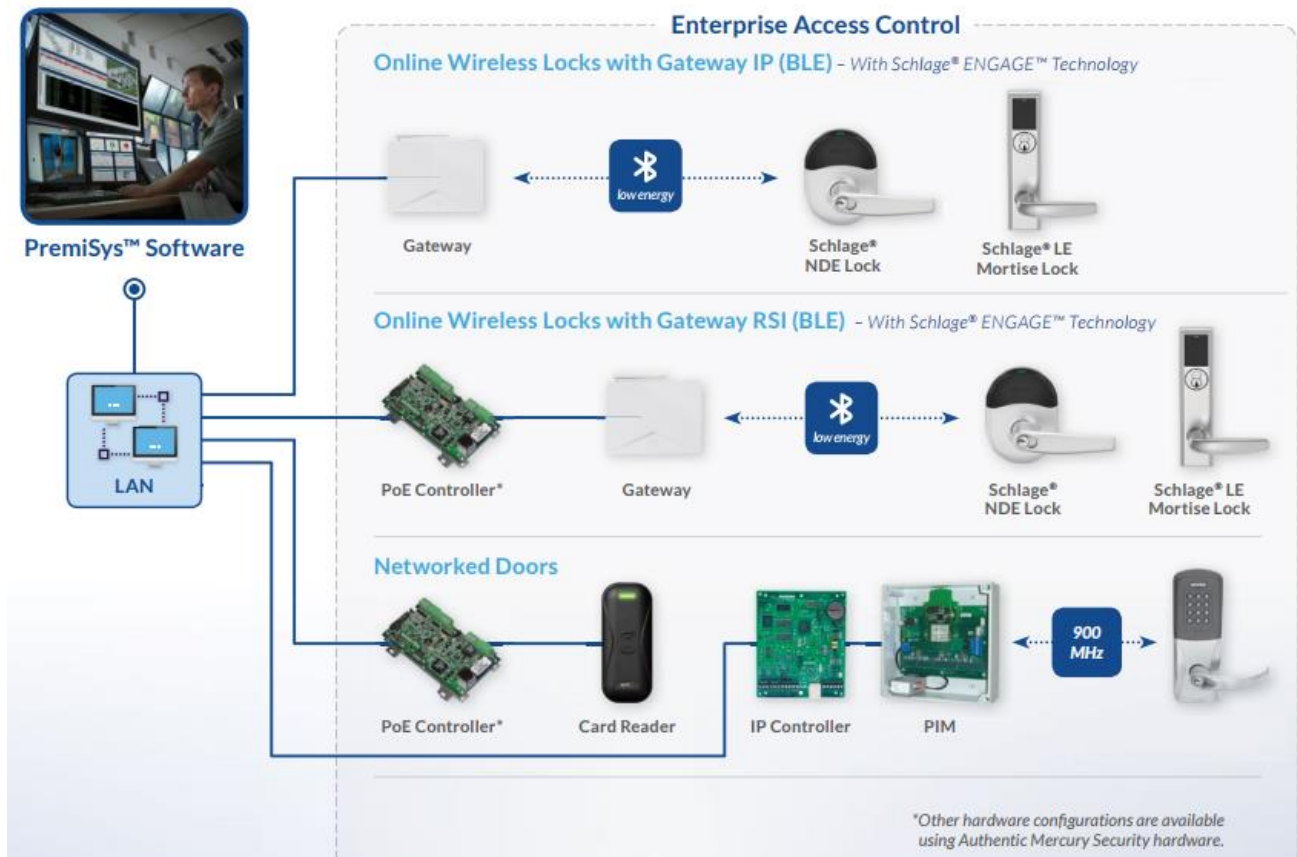 Enterprise Access Control
Online Wireless Locks with Gateway IP (BLE) – With Schlage® ENGAGE™ Technology
low energy
Gateway
Schlage®
NDE Lock
Schlage® LE
Mortise Lock
PremiSys™ Software
Online Wireless Locks with Gateway RSI (BLE) – With Schlage® ENGAGE™ Technology
low energy
LAN
PoE Controller*
Gateway
Schlage®
NDE Lock
Schlage® LE
Mortise Lock
Networked Doors
900
MHz
PoE Controller*
Card Reader
IP Controller
PIM
*Other hardware configurations are available
using Authentic Mercury Security hardware.